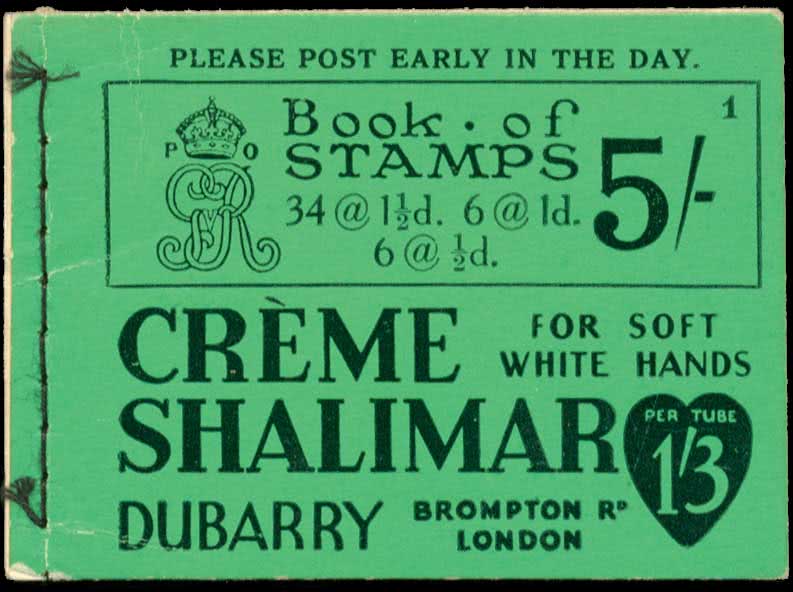 PLEASE POST EARLY IN THE DAY.
1
P O
GRI
Book · of
STAMPS
34 @ 1½d. 6 @ 1d.
6 @ ½d.
5/-
CRÈME
FOR SOFT
WHITE HANDS
SHALIMAR
PER TUBE
1/3
DUBARRY
BROMPTON Rᴰ
LONDON